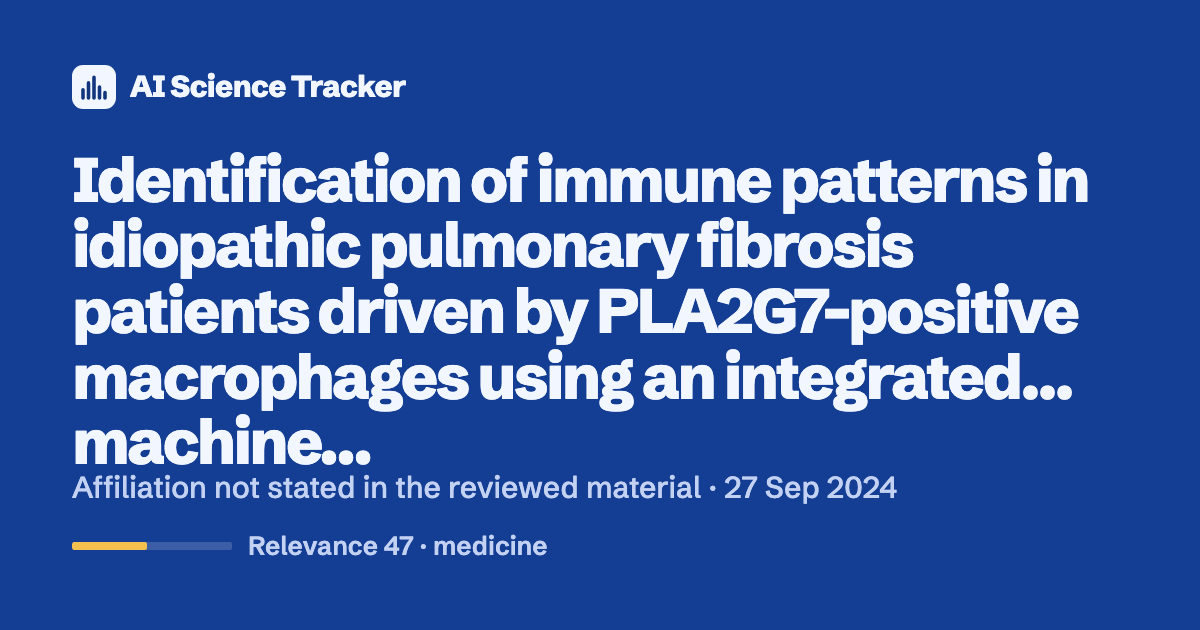 AI Science Tracker
Identification of immune patterns in
idiopathic pulmonary fibrosis
patients driven by PLA2G7-positive
macrophages using an integrated...
machine...
Affiliation not stated in the reviewed material · 27 Sep 2024
Relevance 47 · medicine